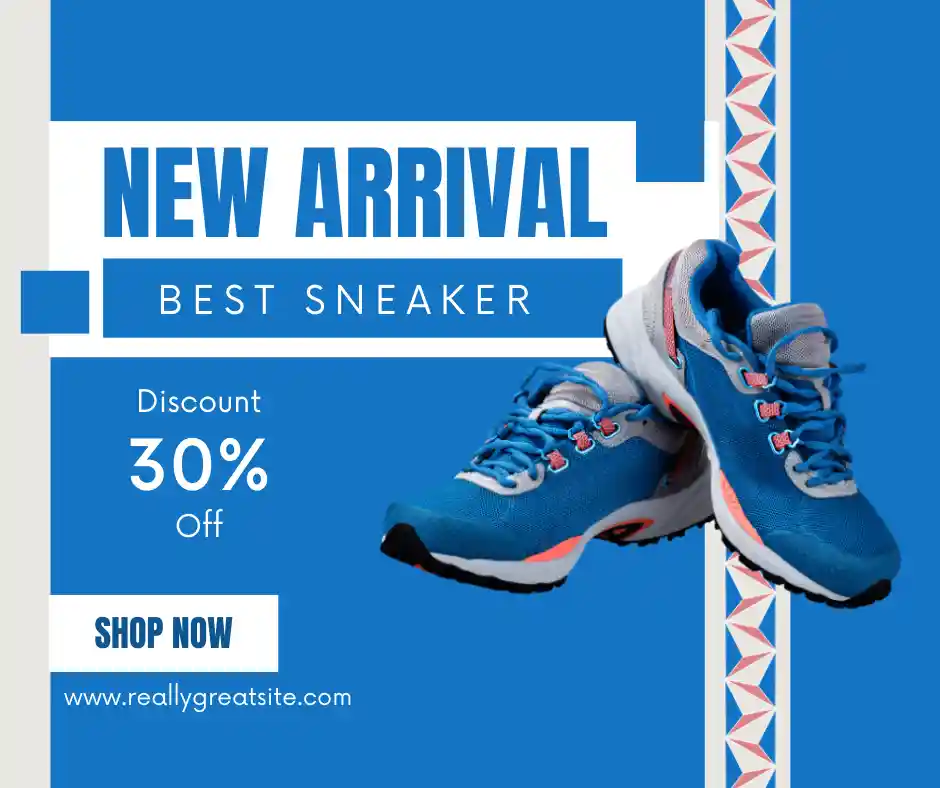 NEW ARRIVAL
BEST SNEAKER
Discount
30%
Off
SHOP NOW
www.reallygreatsite.com